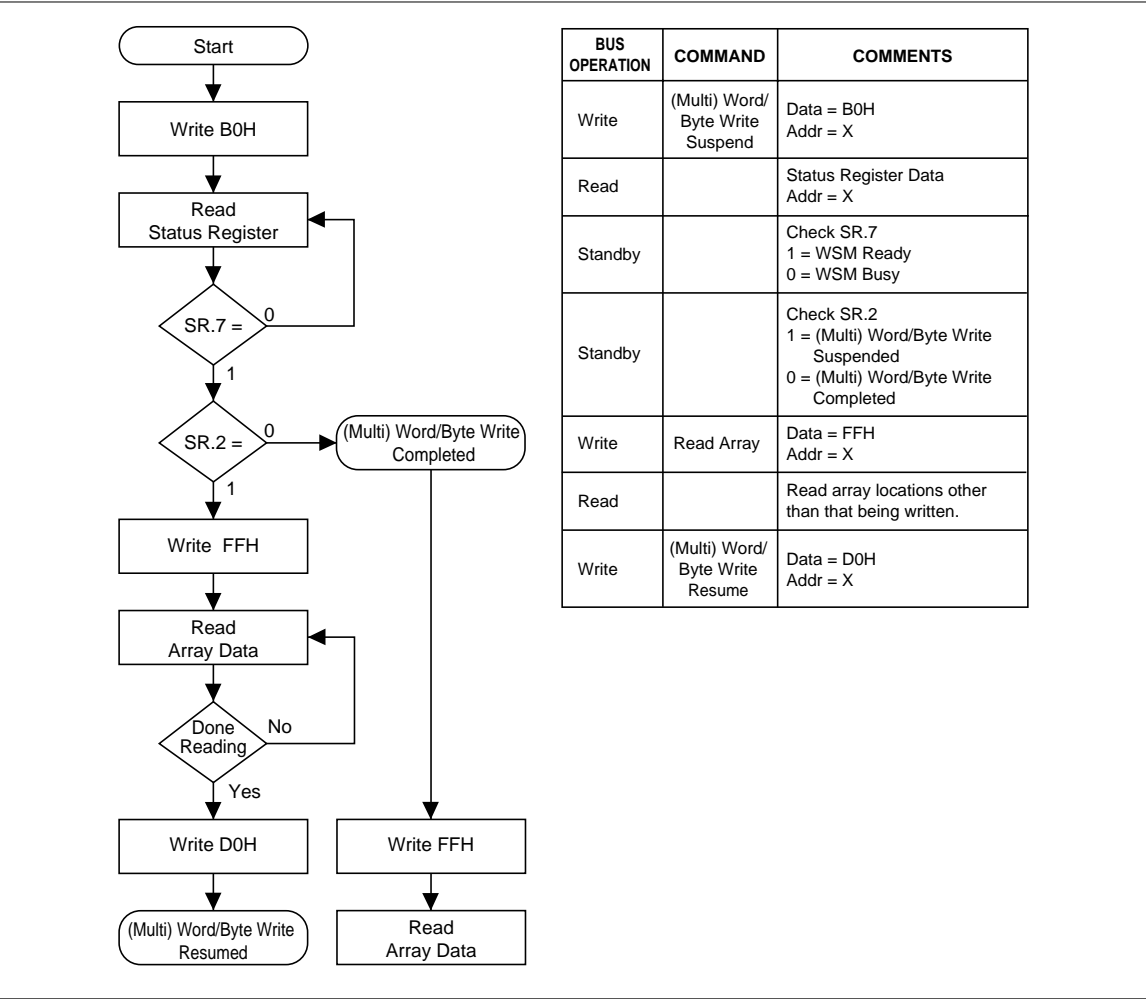 Start
Write B0H
Read
Status Register
SR.7 =
0
1
SR.2 =
0
1
(Multi) Word/Byte Write
Completed
Write FFH
Read
Array Data
Done
Reading
No
Yes
Write D0H
(Multi) Word/Byte Write
Resumed
Write FFH
Read
Array Data
BUS
OPERATION
COMMAND
COMMENTS
Write
(Multi) Word/
Byte Write
Suspend
Data = B0H
Addr = X
Read
Status Register Data
Addr = X
Standby
Check SR.7
1 = WSM Ready
0 = WSM Busy
Standby
Check SR.2
1 = (Multi) Word/Byte Write
Suspended
0 = (Multi) Word/Byte Write
Completed
Write
Read Array
Data = FFH
Addr = X
Read
Read array locations other
than that being written.
Write
(Multi) Word/
Byte Write
Resume
Data = D0H
Addr = X